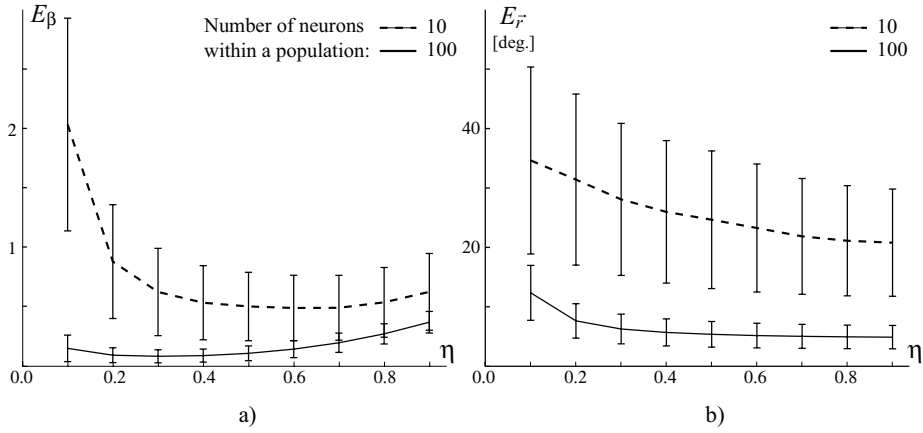 Eβ
Number of neurons
within a population:
10
100
2
1
0.0
0.2
0.4
0.6
0.8
η
a)
E_r⃗
[deg.]
10
100
40
20
0.0
0.2
0.4
0.6
0.8
η
b)